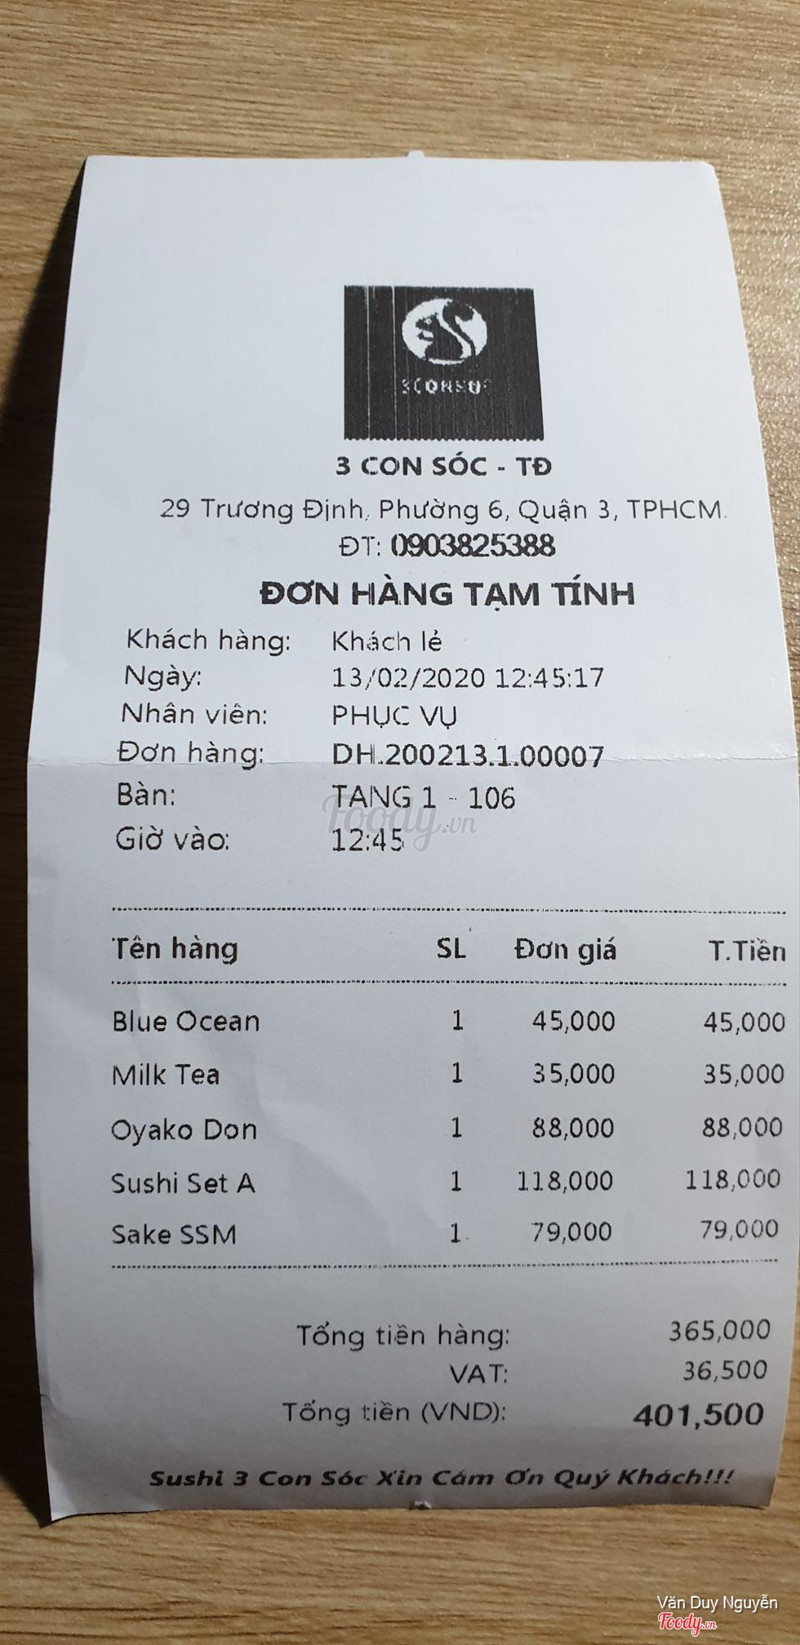 3CONSOC
3 CON SÓC - TĐ
29 Trương Định, Phường 6, Quận 3, TPHCM.
ĐT: 0903825388
ĐƠN HÀNG TẠM TÍNH
Khách hàng: Khách lẻ
Ngày: 13/02/2020 12:45:17
Nhân viên: PHỤC VỤ
Đơn hàng: DH.200213.1.00007
Bàn: TANG 1 - 106
Foody.vn
Giờ vào: 12:45
Tên hàng SL Đơn giá T.Tiền
Blue Ocean 1 45,000 45,000
Milk Tea 1 35,000 35,000
Oyako Don 1 88,000 88,000
Sushi Set A 1 118,000 118,000
Sake SSM 1 79,000 79,000
Tổng tiền hàng: 365,000
VAT: 36,500
Tổng tiền (VND): 401,500
Sushi 3 Con Sóc Xin Cám Ơn Quý Khách!!!
Văn Duy Nguyễn
Foody.vn